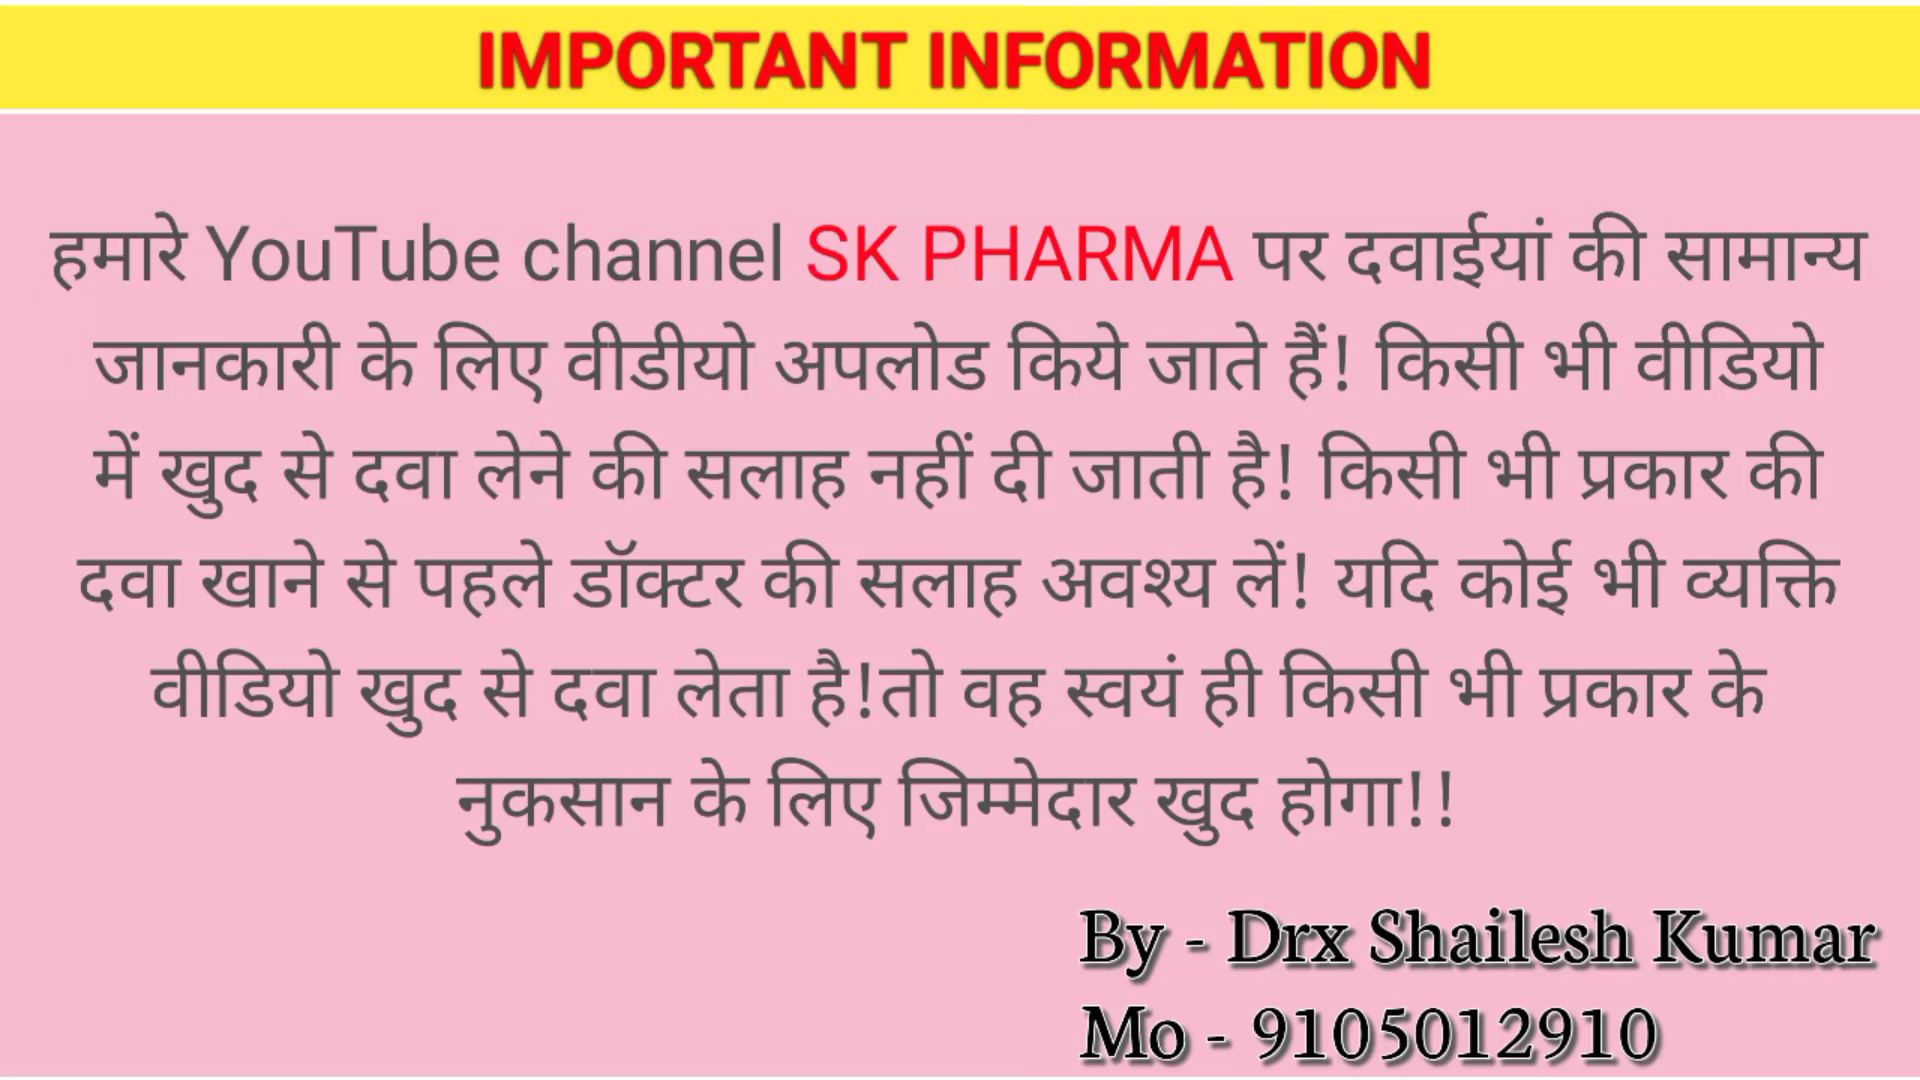 IMPORTANT INFORMATION
हमारे YouTube channel SK PHARMA पर दवाईयां की सामान्य
जानकारी के लिए वीडीयो अपलोड किये जाते हैं! किसी भी वीडियो
में खुद से दवा लेने की सलाह नहीं दी जाती है! किसी भी प्रकार की
दवा खाने से पहले डॉक्टर की सलाह अवश्य लें! यदि कोई भी व्यक्ति
वीडियो खुद से दवा लेता है!तो वह स्वयं ही किसी भी प्रकार के
नुकसान के लिए जिम्मेदार खुद होगा!!
By - Drx Shailesh Kumar
Mo - 9105012910